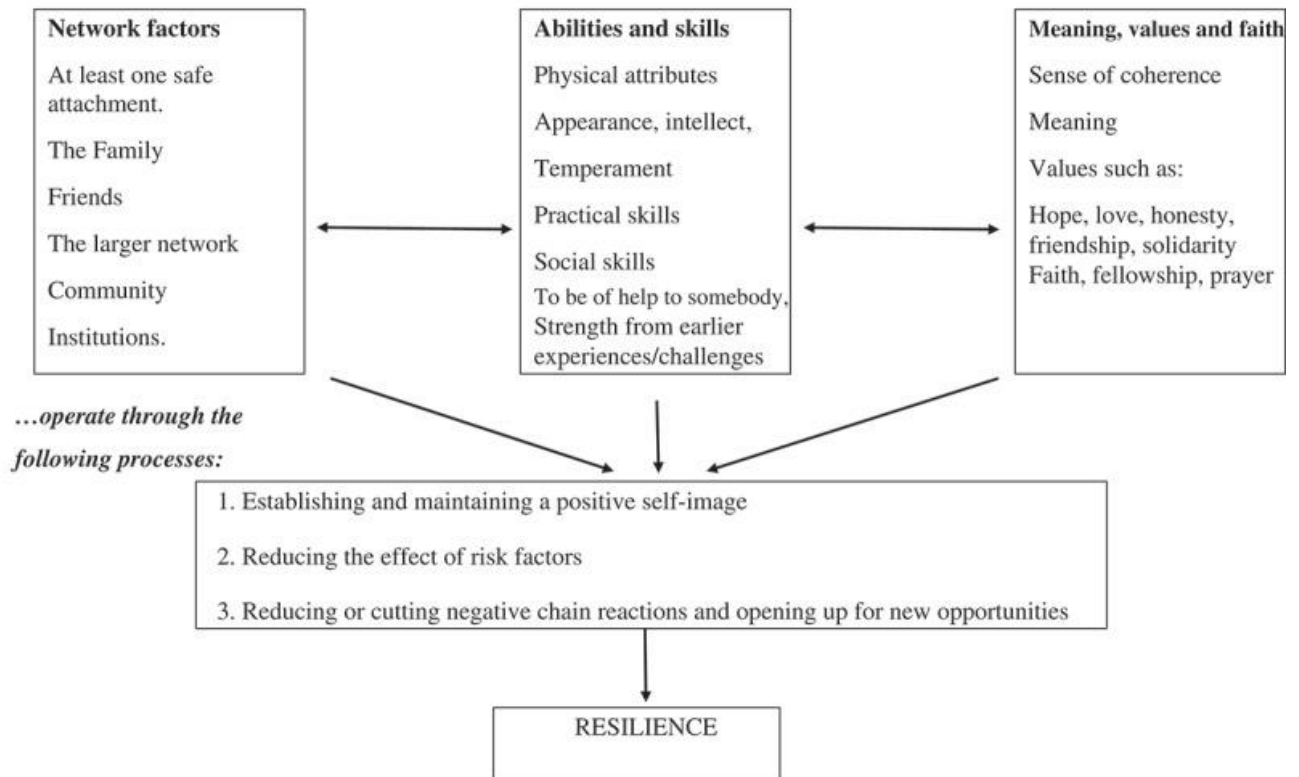 Network factors
At least one safe
attachment.
The Family
Friends
The larger network
Community
Institutions.
Abilities and skills
Physical attributes
Appearance, intellect,
Temperament
Practical skills
Social skills
To be of help to somebody,
Strength from earlier
experiences/challenges
Meaning, values and faith
Sense of coherence
Meaning
Values such as:
Hope, love, honesty,
friendship, solidarity
Faith, fellowship, prayer
…operate through the
following processes:
1. Establishing and maintaining a positive self-image
2. Reducing the effect of risk factors
3. Reducing or cutting negative chain reactions and opening up for new opportunities
RESILIENCE